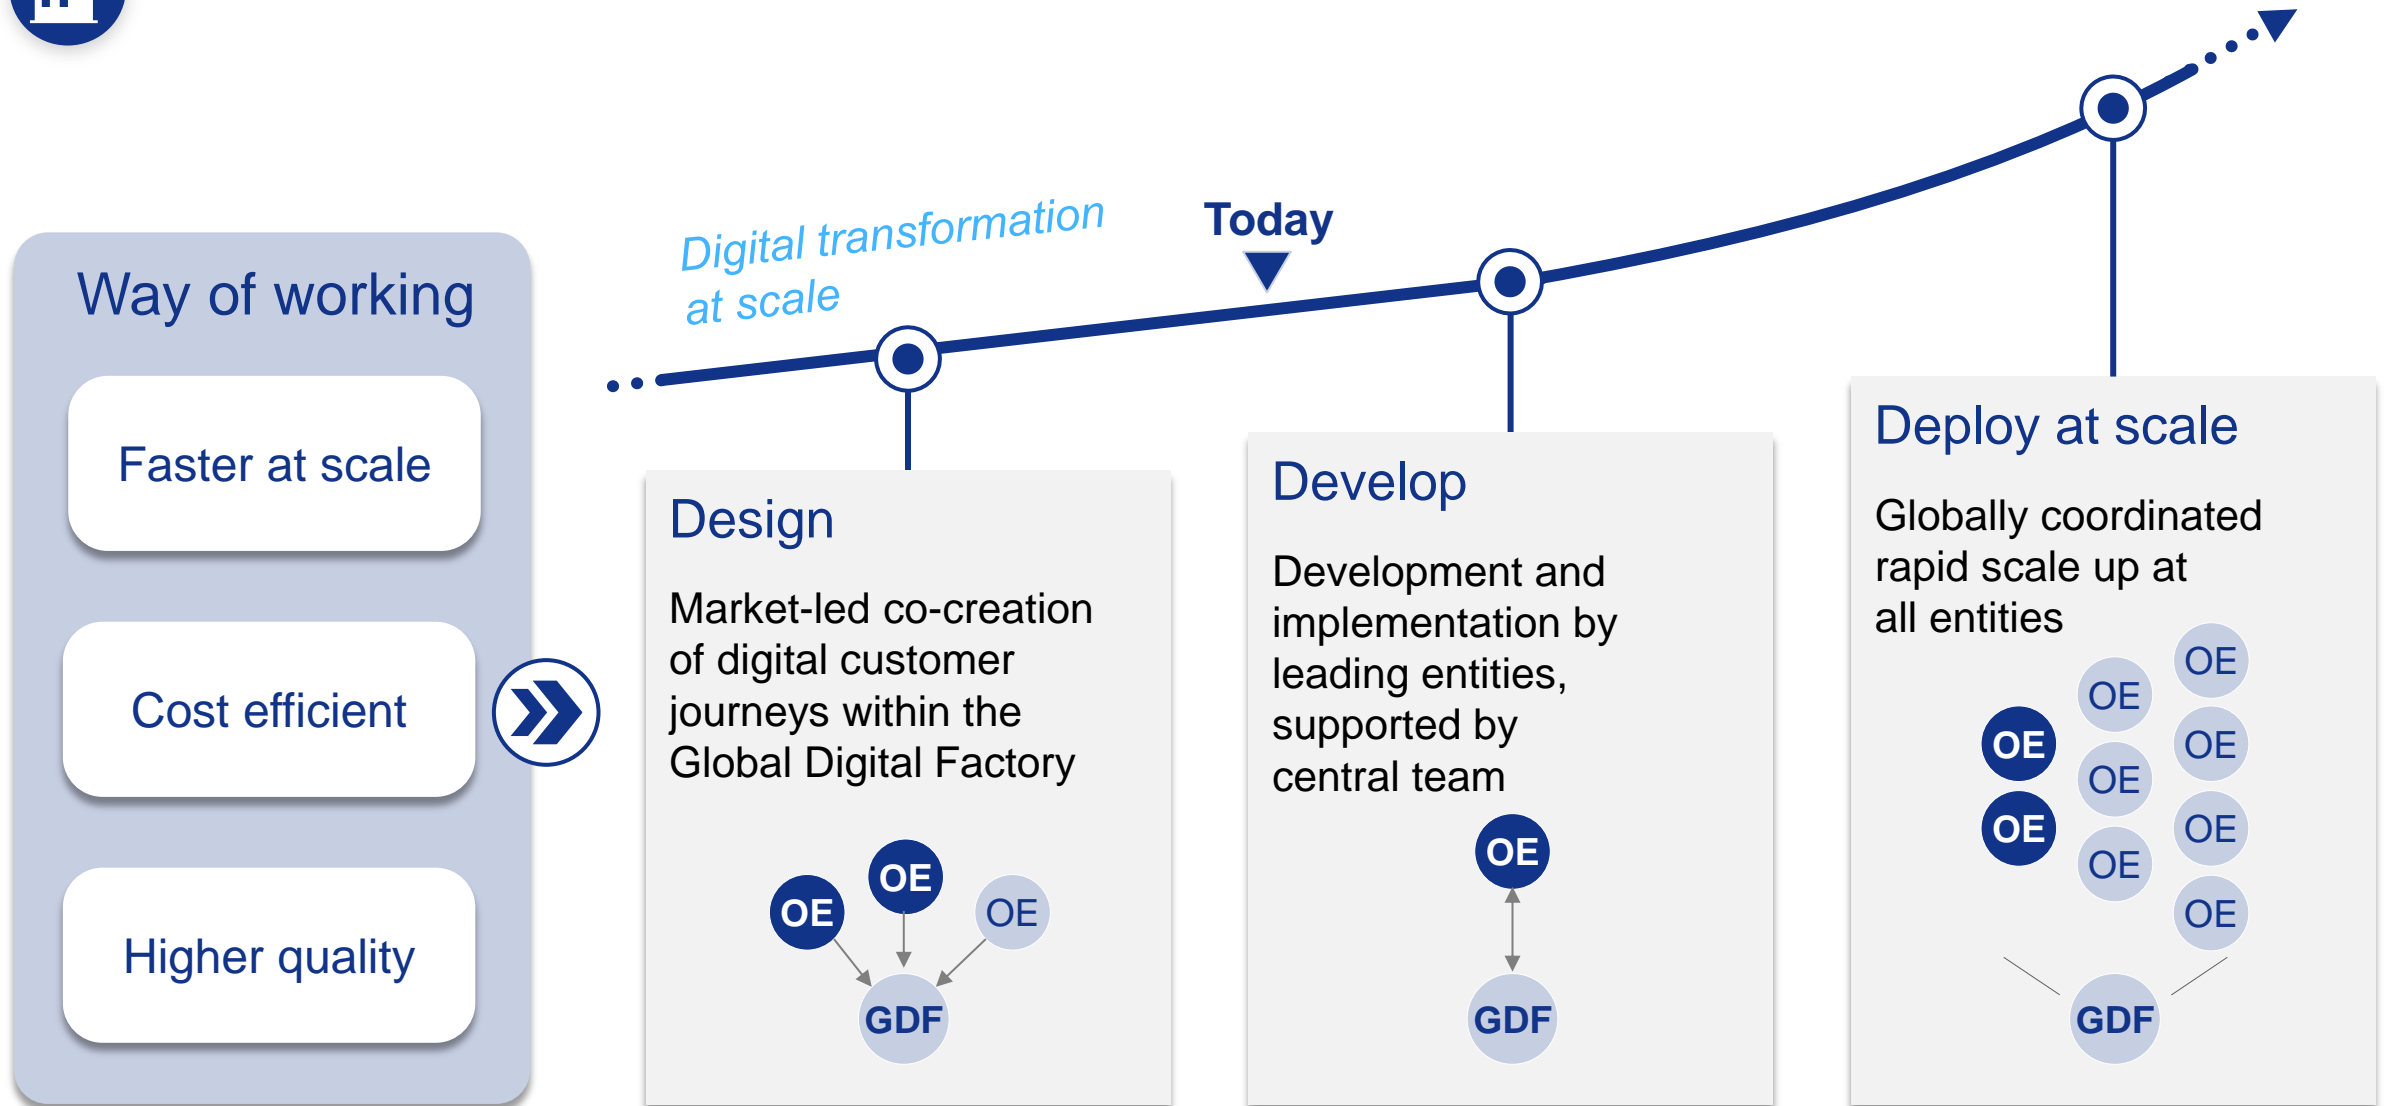 Digital transformation
at scale
Today
Way of working
Faster at scale
Cost efficient
Higher quality
Design
Market-led co-creation
of digital customer
journeys within the
Global Digital Factory
OE
OE
OE
GDF
Develop
Development and
implementation by
leading entities,
supported by
central team
OE
GDF
Deploy at scale
Globally coordinated
rapid scale up at
all entities
OE
OE
OE
OE
OE
OE
OE
OE
OE
GDF